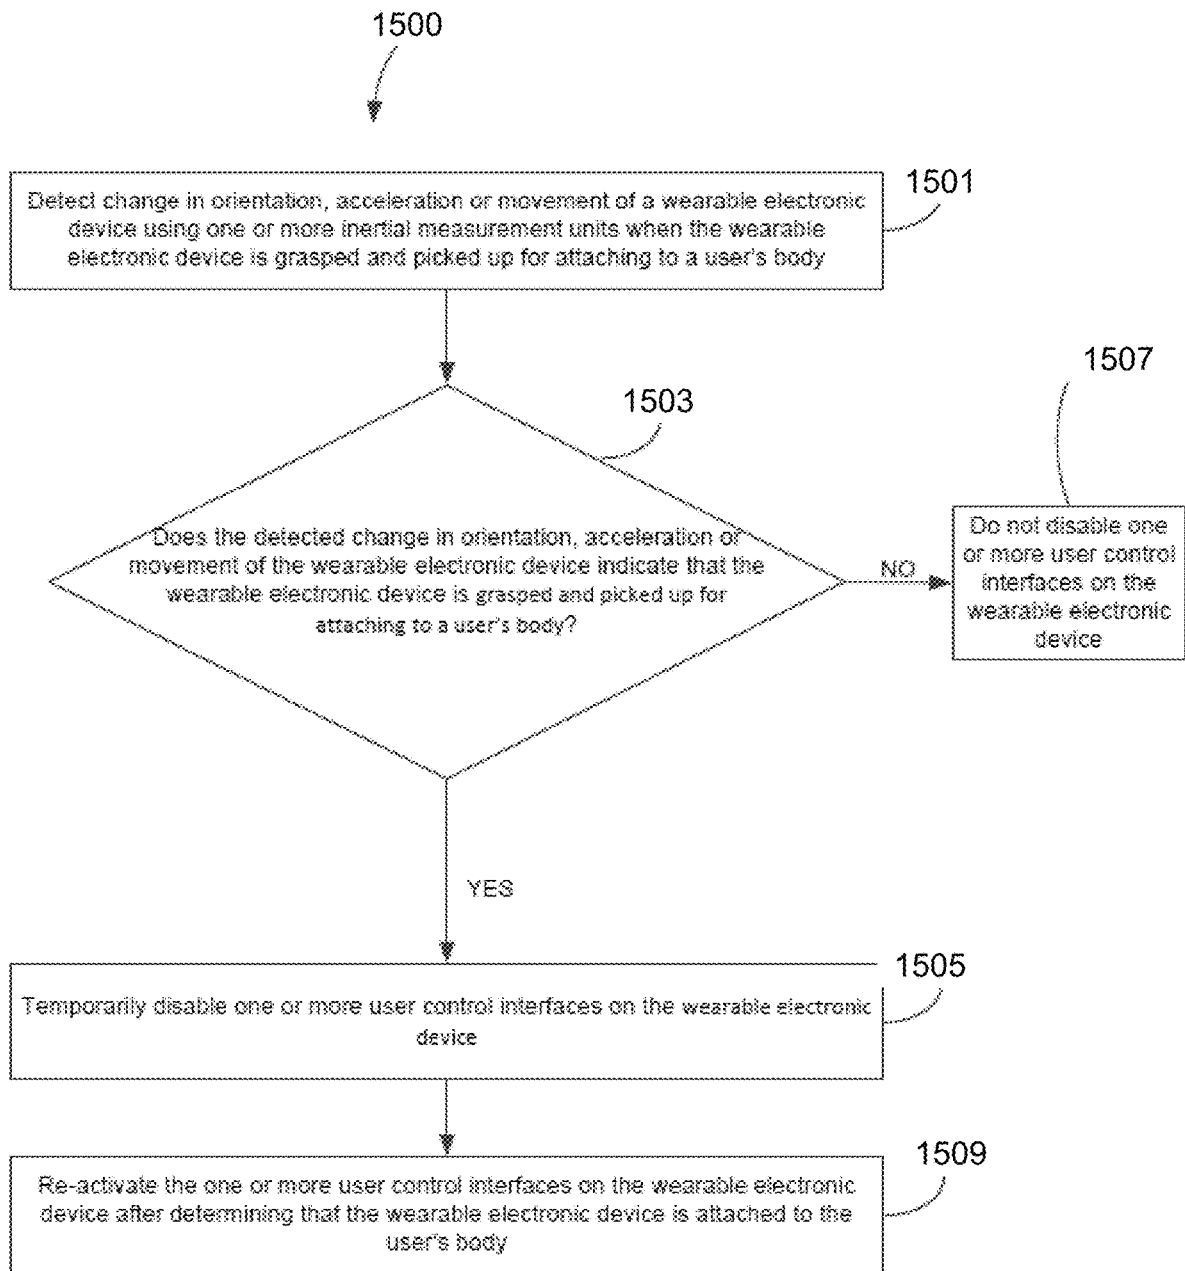 1500
1501
Detect change in orientation, acceleration or movement of a wearable electronic
device using one or more inertial measurement units when the wearable
electronic device is grasped and picked up for attaching to a user's body
1503
1507
Does the detected change in orientation, acceleration or
movement of the wearable electronic device indicate that the
wearable electronic device is grasped and picked up for
attaching to a user's body?
NO
Do not disable one
or more user control
interfaces on the
wearable electronic
device
YES
1505
Temporarily disable one or more user control interfaces on the wearable electronic
device
1509
Re-activate the one or more user control interfaces on the wearable electronic
device after determining that the wearable electronic device is attached to the
user's body